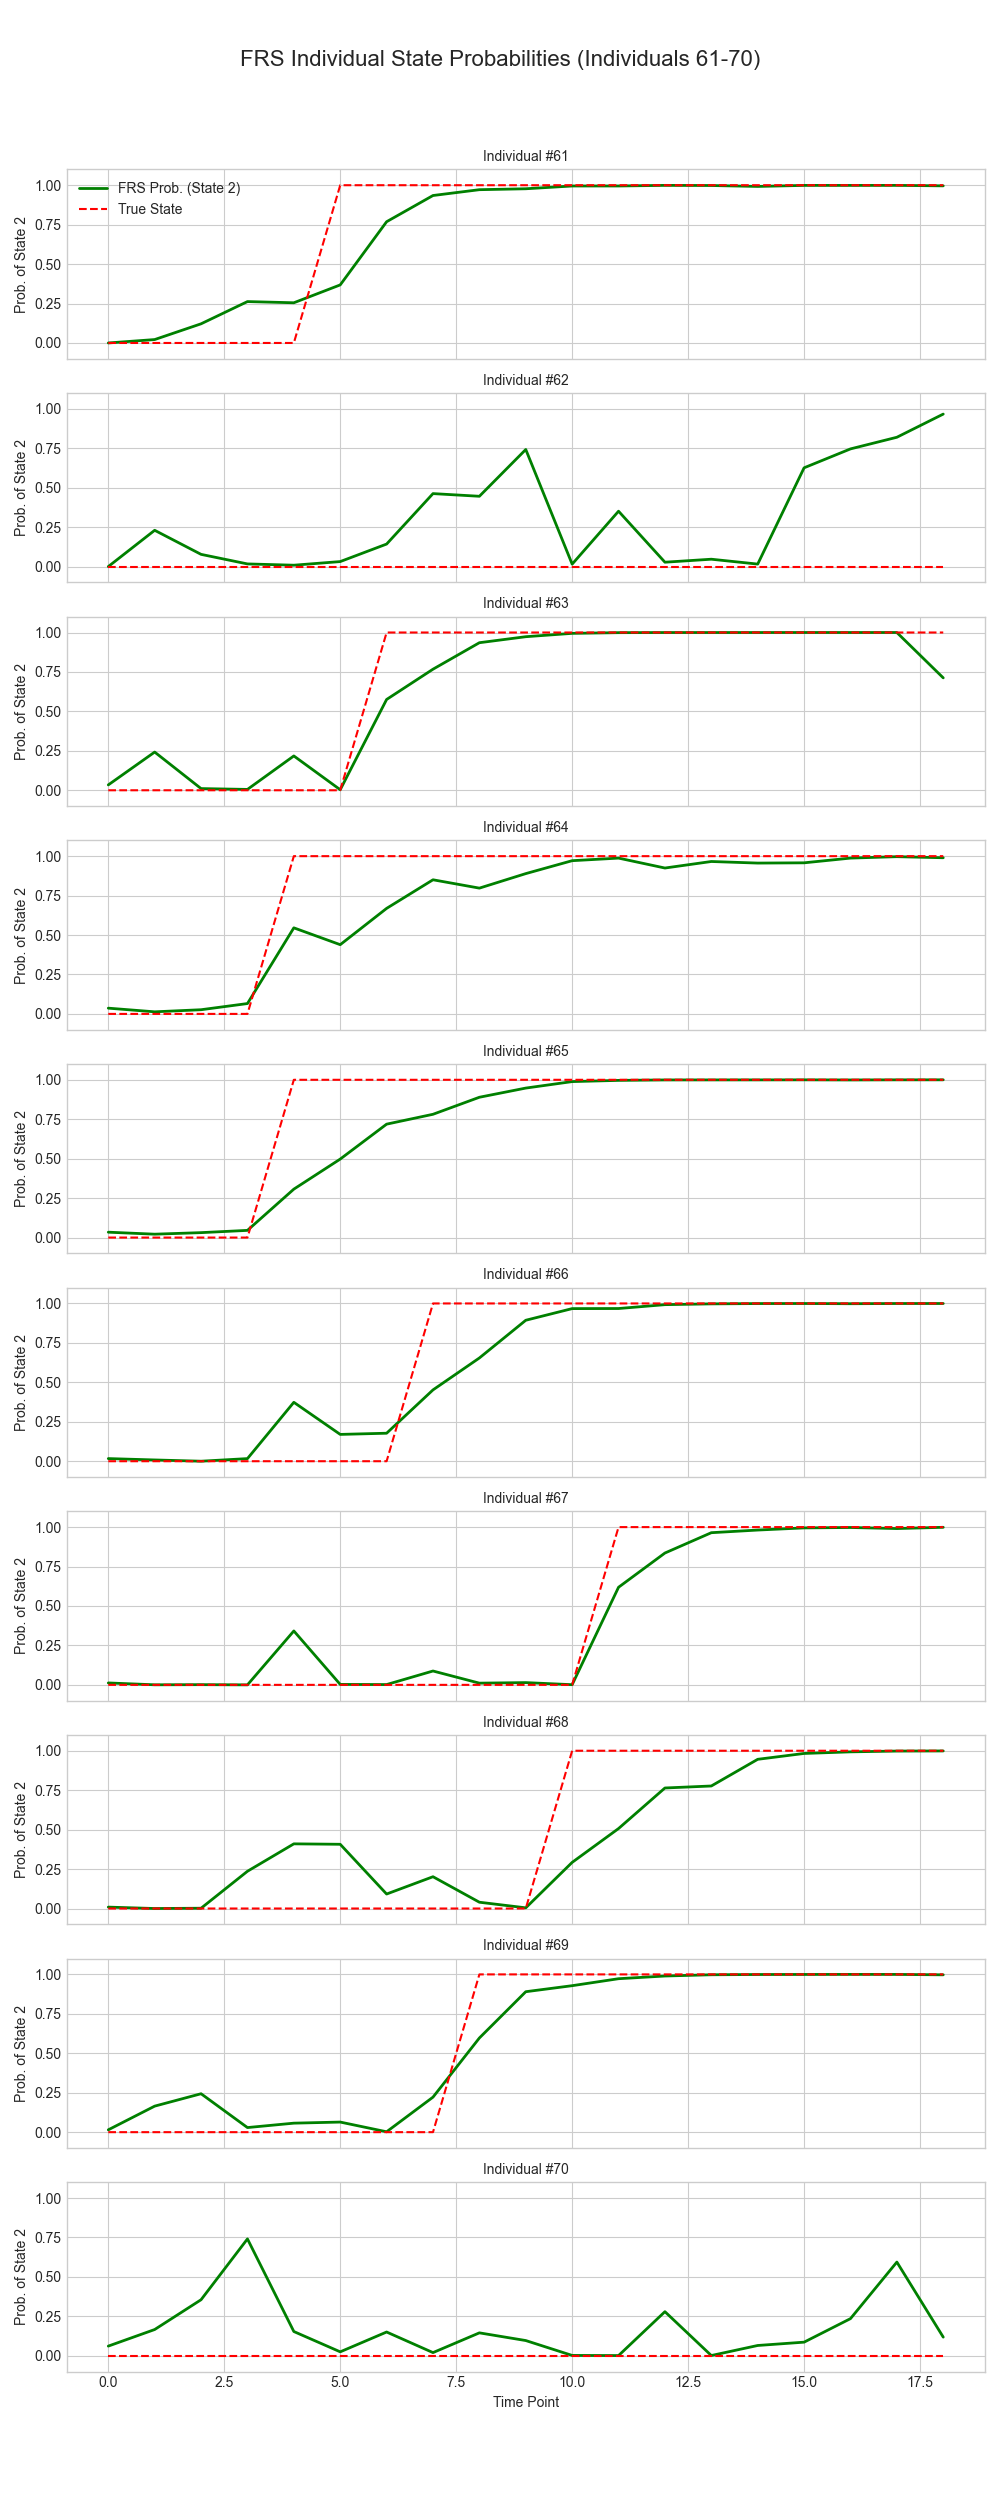 FRS Individual State Probabilities (Individuals 61-70)
Individual #61
FRS Prob. (State 2)
True State
Prob. of State 2
1.00
0.75
0.50
0.25
0.00
Individual #62
Prob. of State 2
1.00
0.75
0.50
0.25
0.00
Individual #63
Prob. of State 2
1.00
0.75
0.50
0.25
0.00
Individual #64
Prob. of State 2
1.00
0.75
0.50
0.25
0.00
Individual #65
Prob. of State 2
1.00
0.75
0.50
0.25
0.00
Individual #66
Prob. of State 2
1.00
0.75
0.50
0.25
0.00
Individual #67
Prob. of State 2
1.00
0.75
0.50
0.25
0.00
Individual #68
Prob. of State 2
1.00
0.75
0.50
0.25
0.00
Individual #69
Prob. of State 2
1.00
0.75
0.50
0.25
0.00
Individual #70
Prob. of State 2
1.00
0.75
0.50
0.25
0.00
0.0 2.5 5.0 7.5 10.0 12.5 15.0 17.5
Time Point